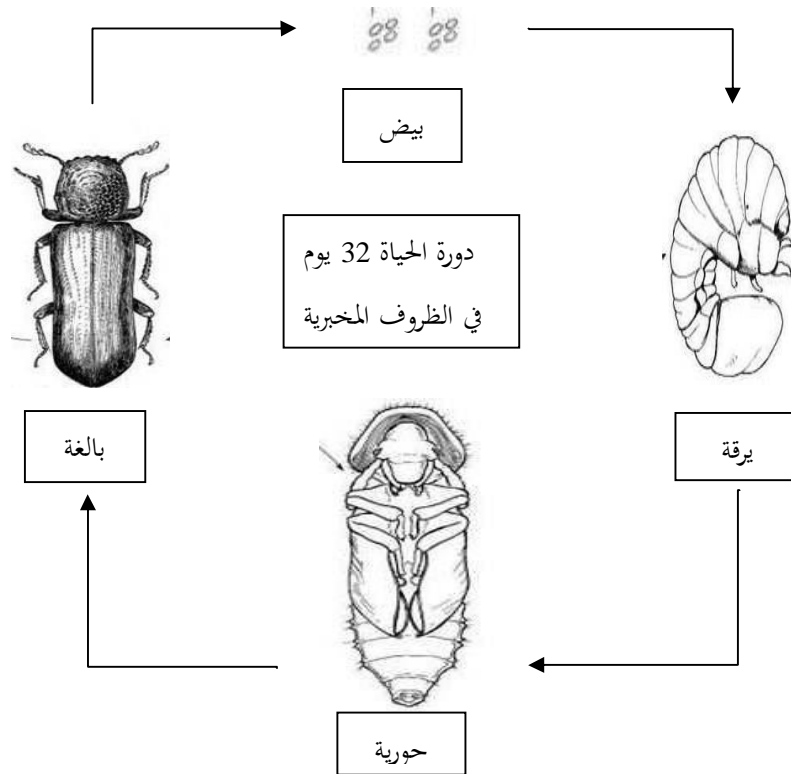 بيض
دورة الحياة 32 يوم
في الظروف المخبرية
بالغة
يرقة
حورية